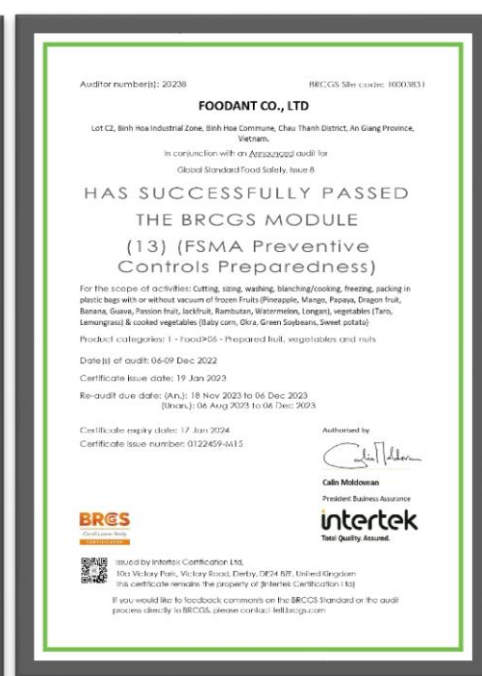 Auditor number(s): 20238
BRCGS Site code: 10003831
FOODANT CO., LTD
Lot C2, Binh Hoa Industrial Zone, Binh Hoa Commune, Chau Thanh District, An Giang Province,
Vietnam.
In conjunction with an Announced audit for
Global Standard Food Safety, Issue 8
HAS SUCCESSFULLY PASSED
THE BRCGS MODULE
(13) (FSMA Preventive
Controls Preparedness)
For the scope of activities: Cutting, sizing, washing, blanching/cooking, freezing, packing in
plastic bags with or without vacuum of frozen Fruits (Pineapple, Mango, Papaya, Dragon fruit,
Banana, Guava, Passion fruit, Jackfruit, Rambutan, Watermelon, Longan), vegetables (Taro,
Lemongrass) & cooked vegetables (Baby corn, Okra, Green Soybeans, Sweet potato)
Product categories: 1 - Food>06 - Prepared fruit, vegetables and nuts
Date(s) of audit: 06-09 Dec 2022
Certificate issue date: 19 Jan 2023
Re-audit due date: (An.): 18 Nov 2023 to 06 Dec 2023
(Unan.): 06 Aug 2023 to 06 Dec 2023
Certificate expiry date: 17 Jan 2024
Certificate issue number: 0122459-M15
Authorised by
Calin Moldovean
President Business Assurance
intertek
Total Quality. Assured.
BRCS
Certification Body
CERTIFICATED
Issued by Intertek Certification Ltd,
10a Victory Park, Victory Road, Derby, DE24 8ZF, United Kingdom
This certificate remains the property of (Intertek Certification Ltd)
If you would like to feedback comments on the BRCGS Standard or the audit
process directly to BRCGS, please contact tell.brcgs.com